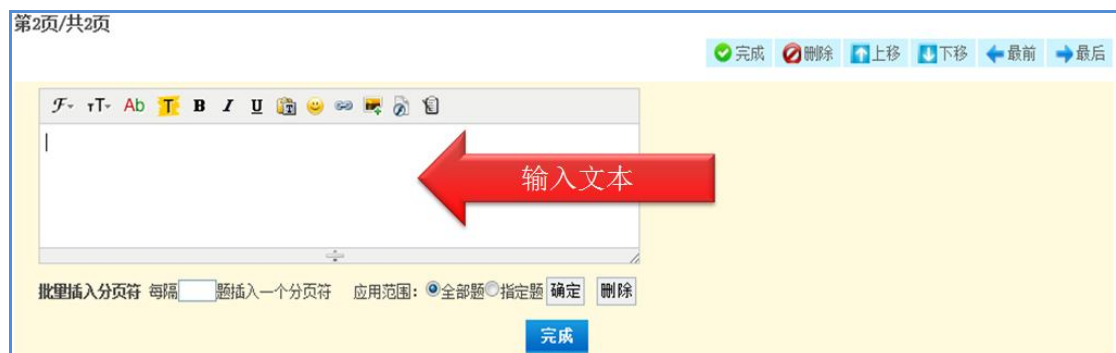 第2页/共2页
完成 删除 上移 下移 最前 最后
F TT Ab T B I U
输入文本
批量插入分页符 每隔 题插入一个分页符 应用范围: 全部题 指定题 确定 删除
完成